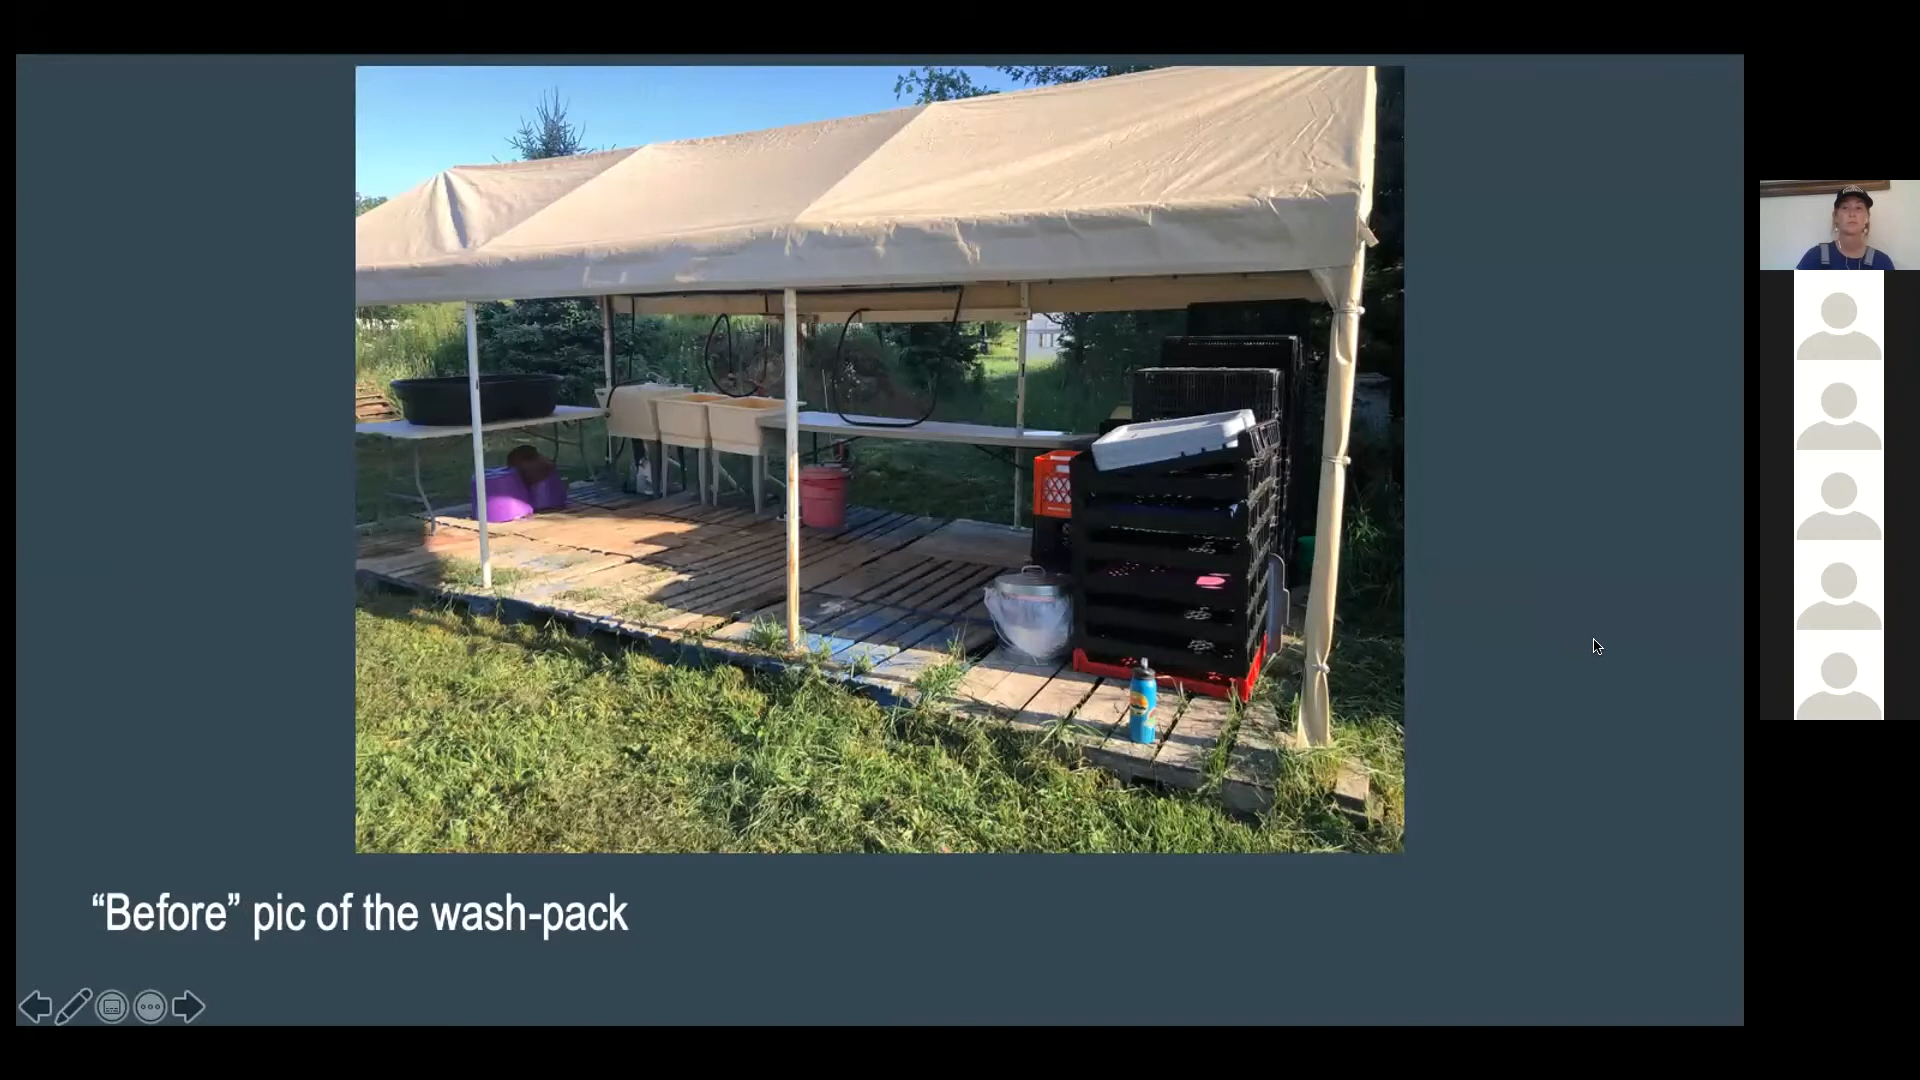 “Before” pic of the wash-pack